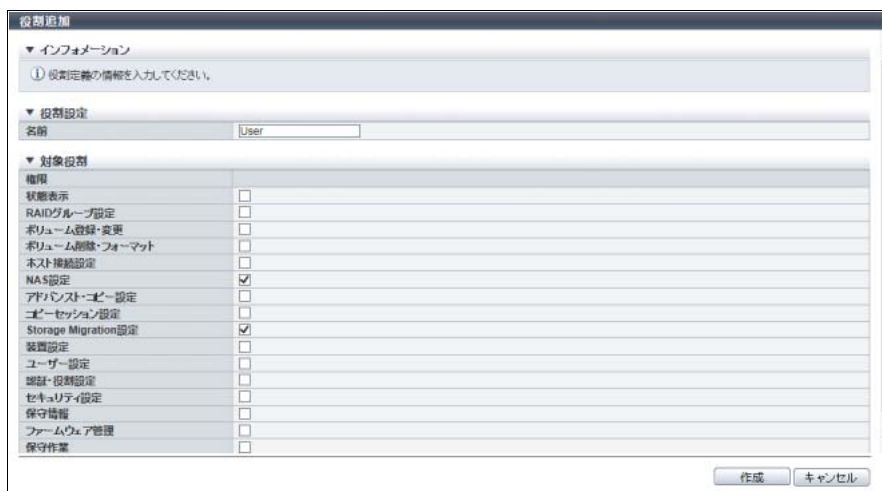 役割追加
▼ インフォメーション
役割定義の情報を入力してください。
▼ 役割設定
名前 User
▼ 対象役割
権限
状態表示
RAIDグループ設定
ボリューム登録・変更
ボリューム削除・フォーマット
ホスト接続設定
NAS設定
アドバンスト・コピー設定
コピーセッション設定
Storage Migration設定
装置設定
ユーザー設定
認証・役割設定
セキュリティ設定
保守情報
ファームウェア管理
保守作業
作成 キャンセル